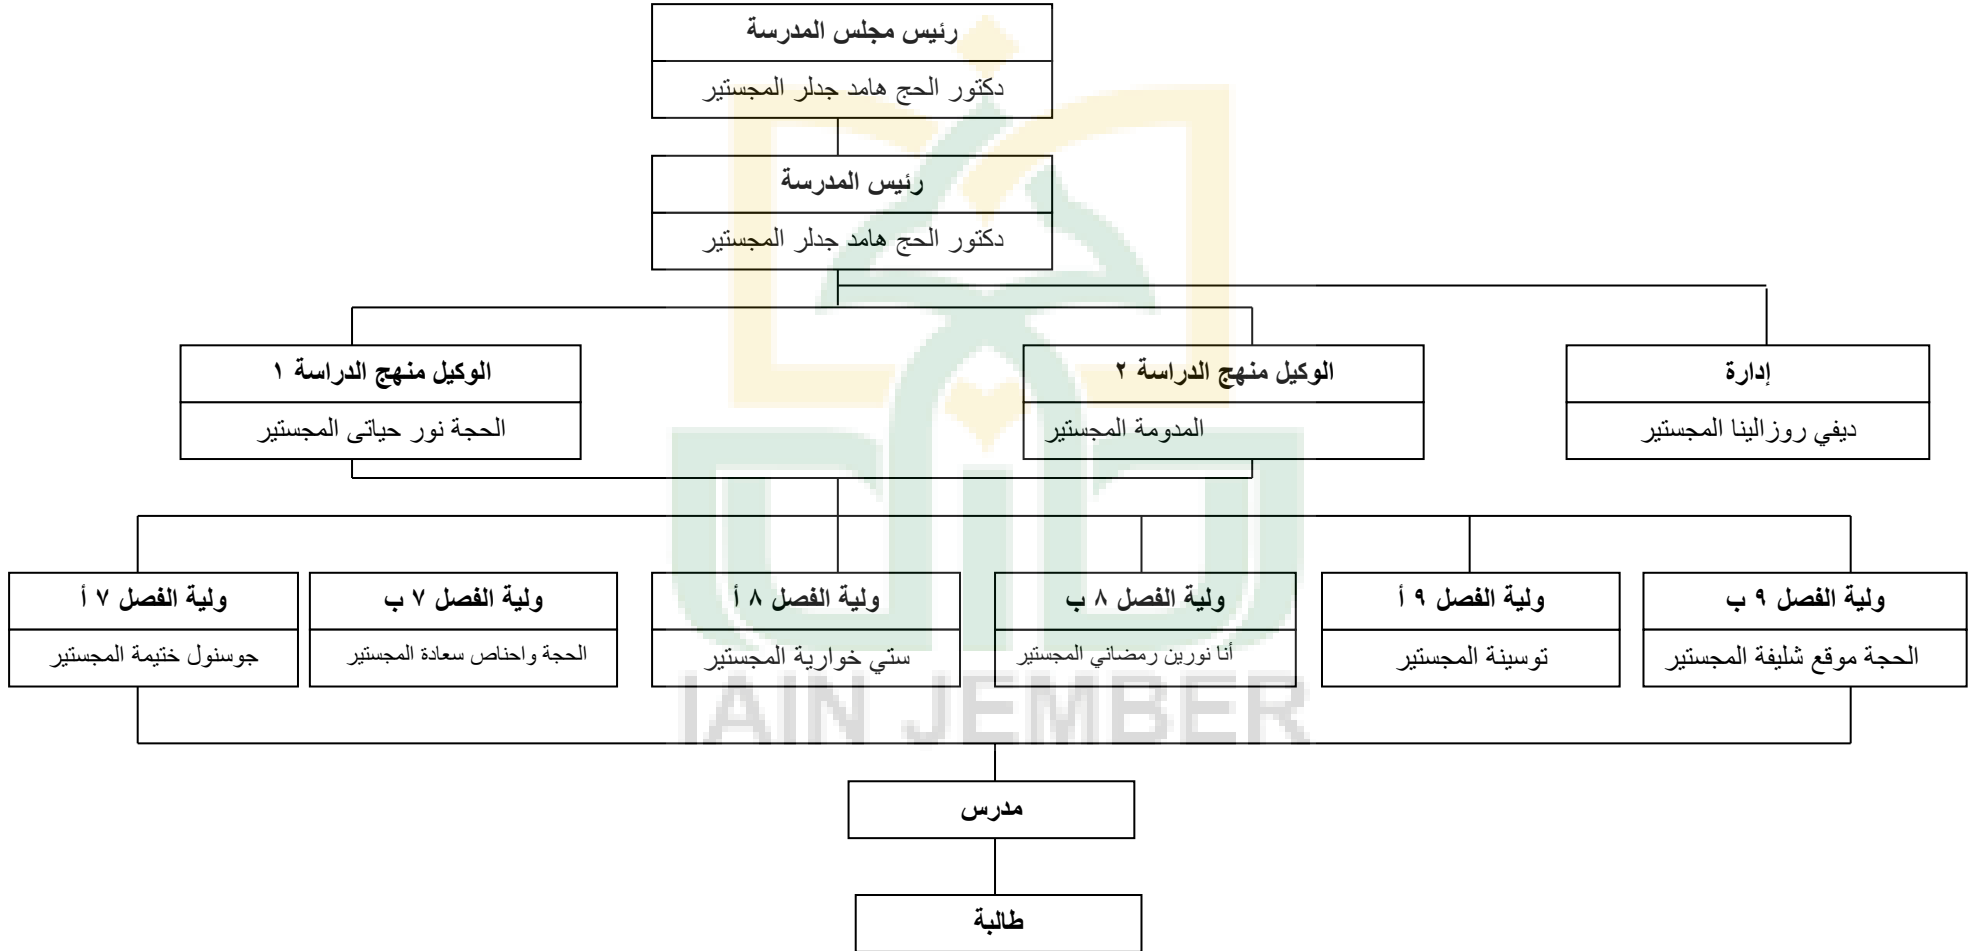 رئيس مجلس المدرسة
دكتور الحج هامد جدلر المجستير
رئيس المدرسة
دكتور الحج هامد جدلر المجستير
إدارة
ديفي روزالينا المجستير
الوكيل منهج الدراسة ٢
المدومة المجستير
الوكيل منهج الدراسة ١
الحجة نور حياتى المجستير
ولية الفصل ٩ ب
الحجة موقع شليفة المجستير
ولية الفصل ٩ أ
توسينة المجستير
ولية الفصل ٨ ب
أنا نورين رمضاني المجستير
ولية الفصل ٨ أ
ستي خوارية المجستير
ولية الفصل ٧ ب
الحجة واحناص سعادة المجستير
ولية الفصل ٧ أ
جوسنول ختيمة المجستير
IAIN JEMBER
مدرس
طالبة